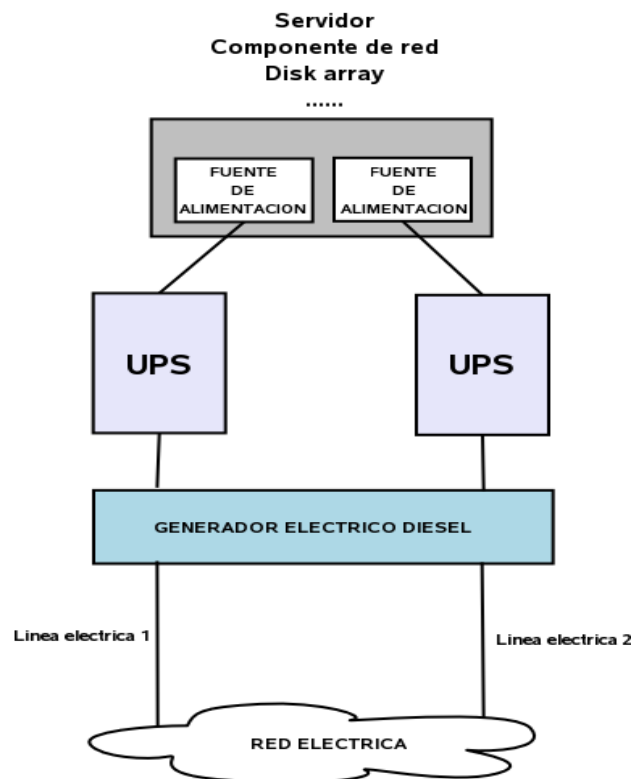 Servidor
Componente de red
Disk array
......
FUENTE
DE
ALIMENTACION
FUENTE
DE
ALIMENTACION
UPS
UPS
GENERADOR ELECTRICO DIESEL
Linea electrica 1
Linea electrica 2
RED ELECTRICA